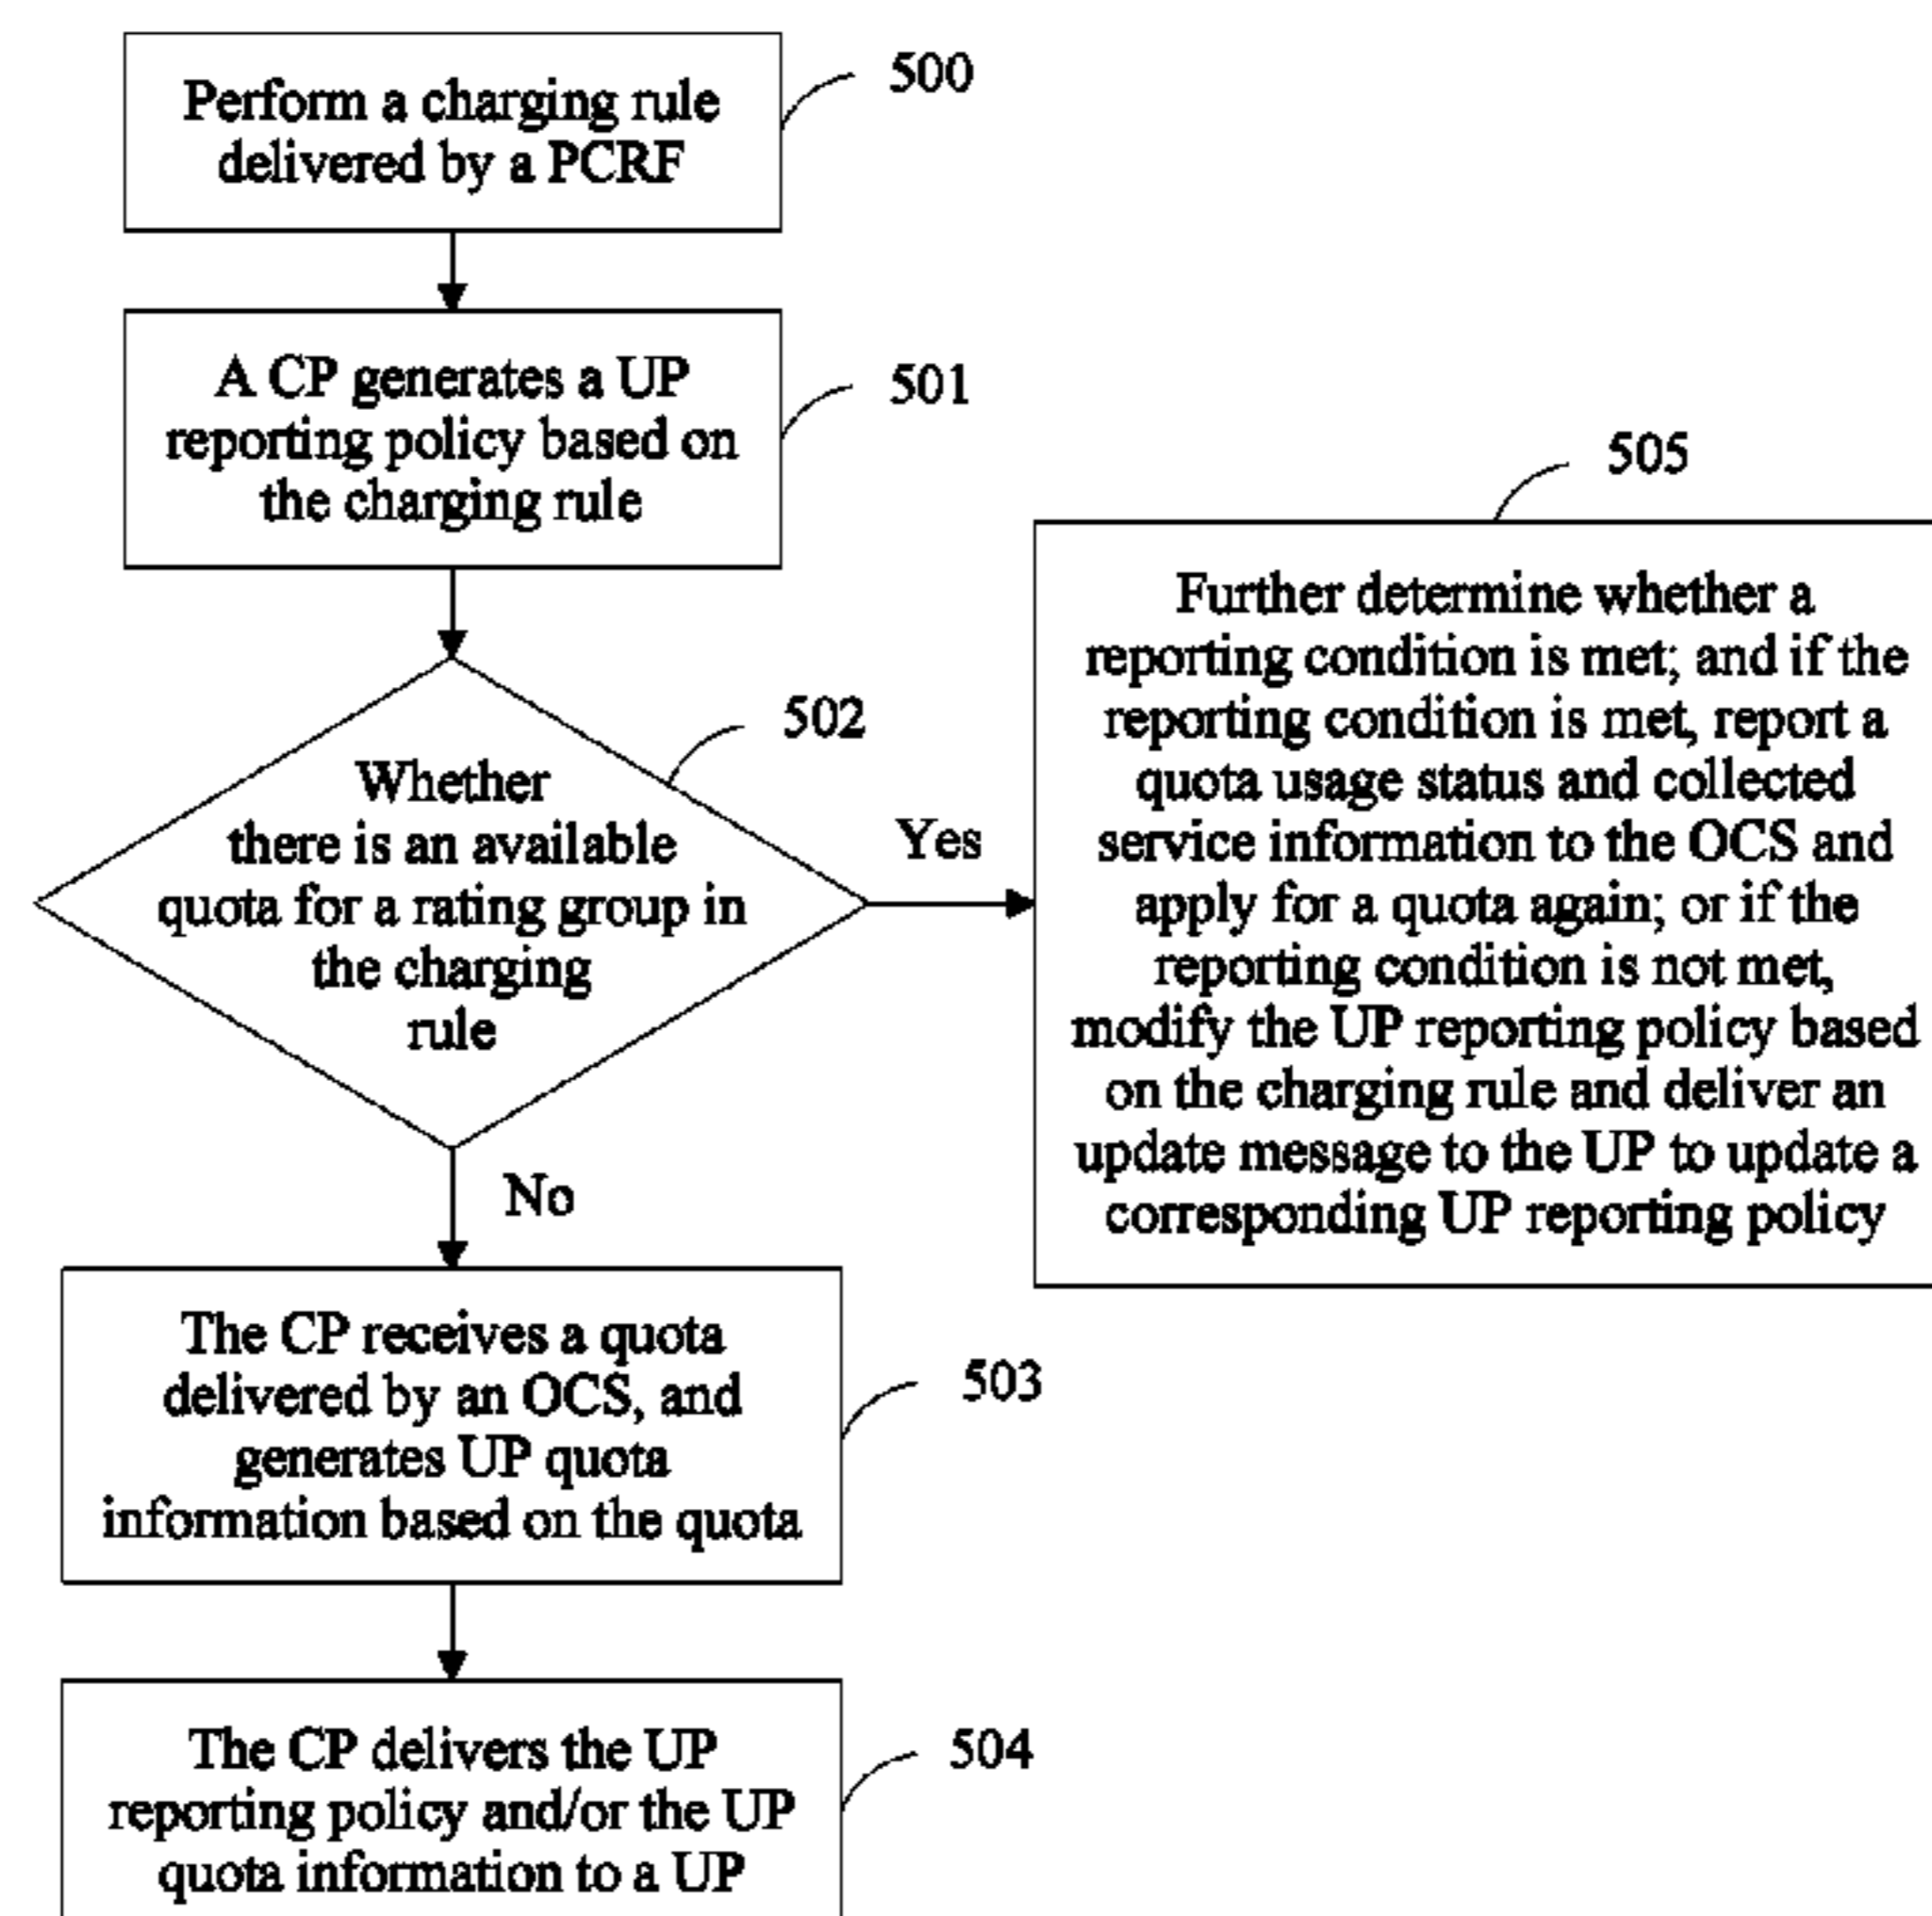 Perform a charging rule
delivered by a PCRF
500
A CP generates a UP
reporting policy based on
the charging rule
501
Whether
there is an available
quota for a rating group in
the charging
rule
502
Yes
No
505
Further determine whether a
reporting condition is met; and if the
reporting condition is met, report a
quota usage status and collected
service information to the OCS and
apply for a quota again; or if the
reporting condition is not met,
modify the UP reporting policy based
on the charging rule and deliver an
update message to the UP to update a
corresponding UP reporting policy
The CP receives a quota
delivered by an OCS, and
generates UP quota
information based on the quota
503
The CP delivers the UP
reporting policy and/or the UP
quota information to a UP
504